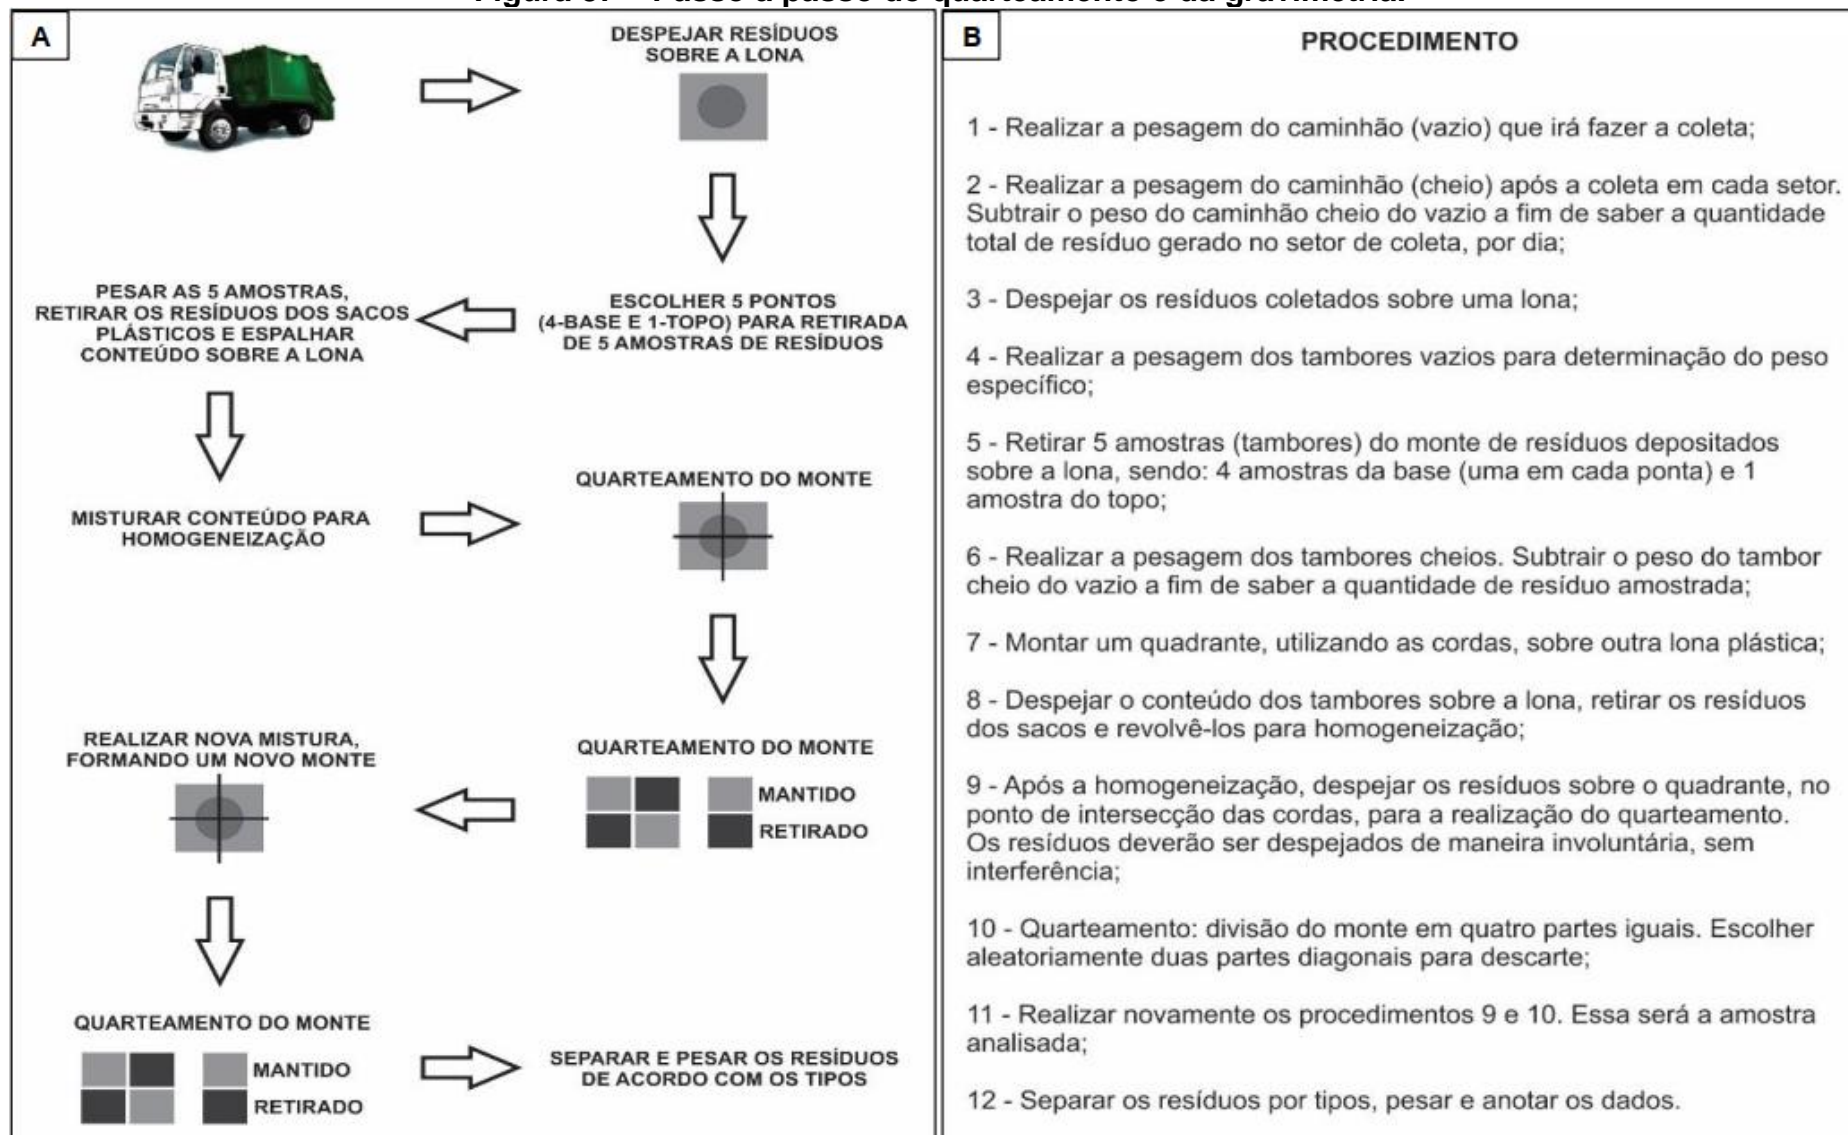 A
DESPEJAR RESÍDUOS
SOBRE A LONA
ESCOLHER 5 PONTOS
(4-BASE E 1-TOPO) PARA RETIRADA
DE 5 AMOSTRAS DE RESÍDUOS
PESAR AS 5 AMOSTRAS,
RETIRAR OS RESÍDUOS DOS SACOS
PLÁSTICOS E ESPALHAR
CONTEÚDO SOBRE A LONA
MISTURAR CONTEÚDO PARA
HOMOGENEIZAÇÃO
QUARTEAMENTO DO MONTE
QUARTEAMENTO DO MONTE
MANTIDO
RETIRADO
REALIZAR NOVA MISTURA,
FORMANDO UM NOVO MONTE
QUARTEAMENTO DO MONTE
MANTIDO
RETIRADO
SEPARAR E PESAR OS RESÍDUOS
DE ACORDO COM OS TIPOS
B
PROCEDIMENTO
1 - Realizar a pesagem do caminhão (vazio) que irá fazer a coleta;
2 - Realizar a pesagem do caminhão (cheio) após a coleta em cada setor.
Subtrair o peso do caminhão cheio do vazio a fim de saber a quantidade
total de resíduo gerado no setor de coleta, por dia;
3 - Despejar os resíduos coletados sobre uma lona;
4 - Realizar a pesagem dos tambores vazios para determinação do peso
específico;
5 - Retirar 5 amostras (tambores) do monte de resíduos depositados
sobre a lona, sendo: 4 amostras da base (uma em cada ponta) e 1
amostra do topo;
6 - Realizar a pesagem dos tambores cheios. Subtrair o peso do tambor
cheio do vazio a fim de saber a quantidade de resíduo amostrada;
7 - Montar um quadrante, utilizando as cordas, sobre outra lona plástica;
8 - Despejar o conteúdo dos tambores sobre a lona, retirar os resíduos
dos sacos e revolvê-los para homogeneização;
9 - Após a homogeneização, despejar os resíduos sobre o quadrante, no
ponto de intersecção das cordas, para a realização do quarteamento.
Os resíduos deverão ser despejados de maneira involuntária, sem
interferência;
10 - Quarteamento: divisão do monte em quatro partes iguais. Escolher
aleatoriamente duas partes diagonais para descarte;
11 - Realizar novamente os procedimentos 9 e 10. Essa será a amostra
analisada;
12 - Separar os resíduos por tipos, pesar e anotar os dados.